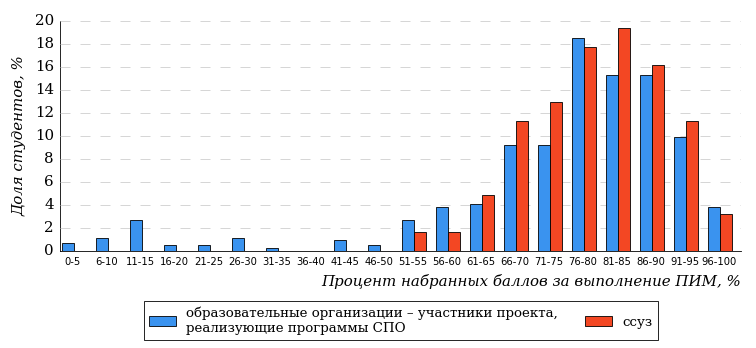 Доля студентов, %
20
18
16
14
12
10
8
6
4
2
0
0-5 6-10 11-15 16-20 21-25 26-30 31-35 36-40 41-45 46-50 51-55 56-60 61-65 66-70 71-75 76-80 81-85 86-90 91-95 96-100
Процент набранных баллов за выполнение ПИМ, %
образовательные организации – участники проекта,
реализующие программы СПО
ссуз